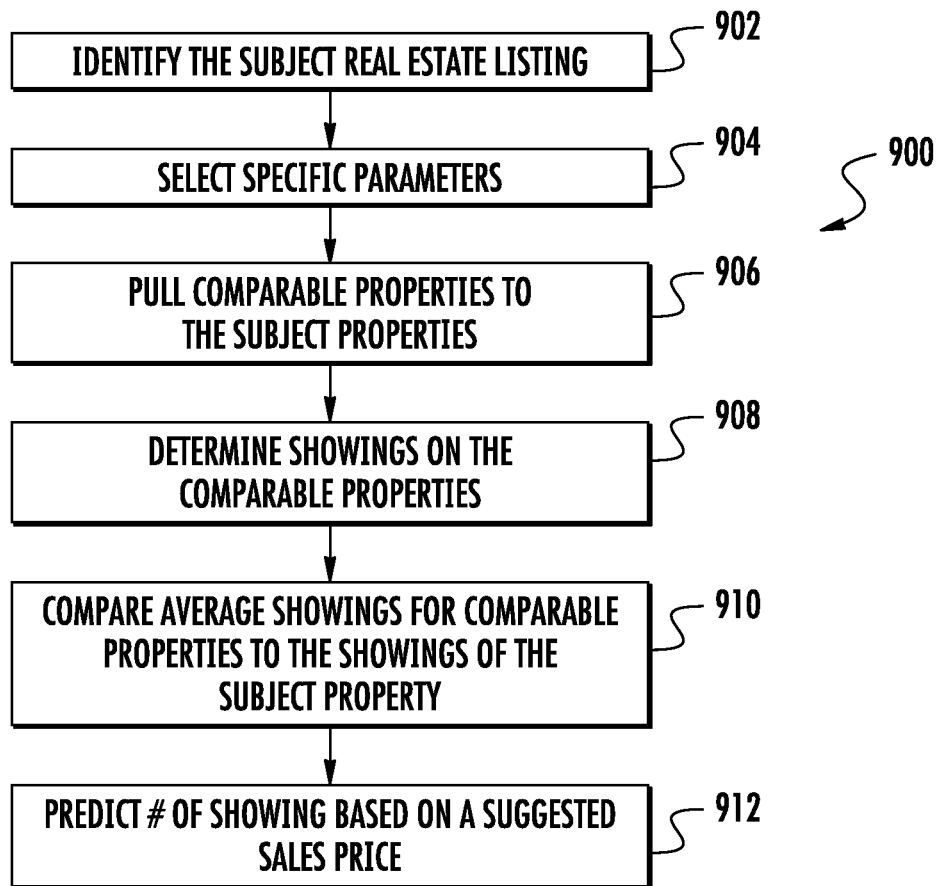 IDENTIFY THE SUBJECT REAL ESTATE LISTING
902
SELECT SPECIFIC PARAMETERS
904
900
PULL COMPARABLE PROPERTIES TO
THE SUBJECT PROPERTIES
906
DETERMINE SHOWINGS ON THE
COMPARABLE PROPERTIES
908
COMPARE AVERAGE SHOWINGS FOR COMPARABLE
PROPERTIES TO THE SHOWINGS OF THE
SUBJECT PROPERTY
910
PREDICT # OF SHOWING BASED ON A SUGGESTED
SALES PRICE
912